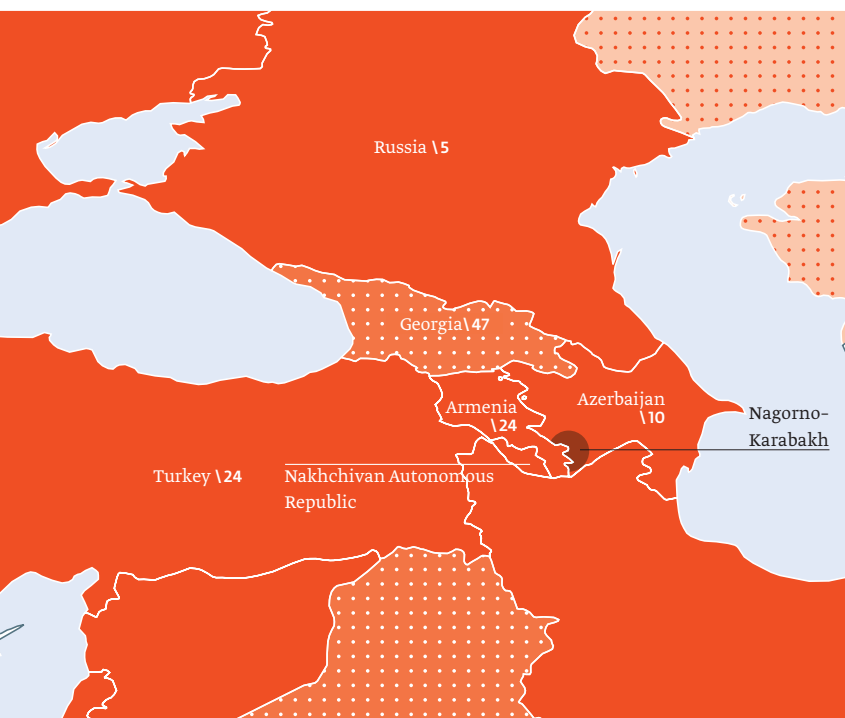 Russia \5
Georgia\47
Armenia
\24
Azerbaijan
\10
Nagorno-
Karabakh
Turkey \24
Nakhchivan Autonomous
Republic